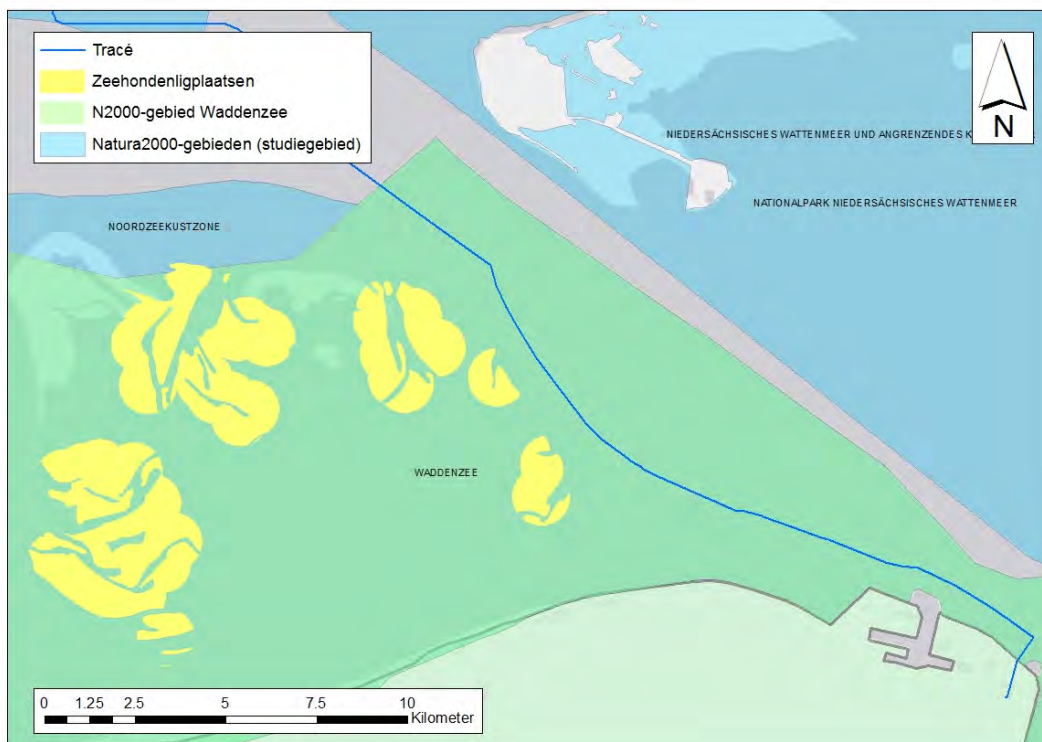 Tracé
Zeehondenligplaatsen
N2000-gebied Waddenzee
Natura2000-gebieden (studiegebied)
N
NIEDERSÄCHSISCHES WATTENMEER UND ANGRENZENDES K
NATIONALPARK NIEDERSÄCHSISCHES WATTENMEER
NOORDZEEKUSTZONE
WADDENZEE
0 1.25 2.5 5 7.5 10
Kilometer